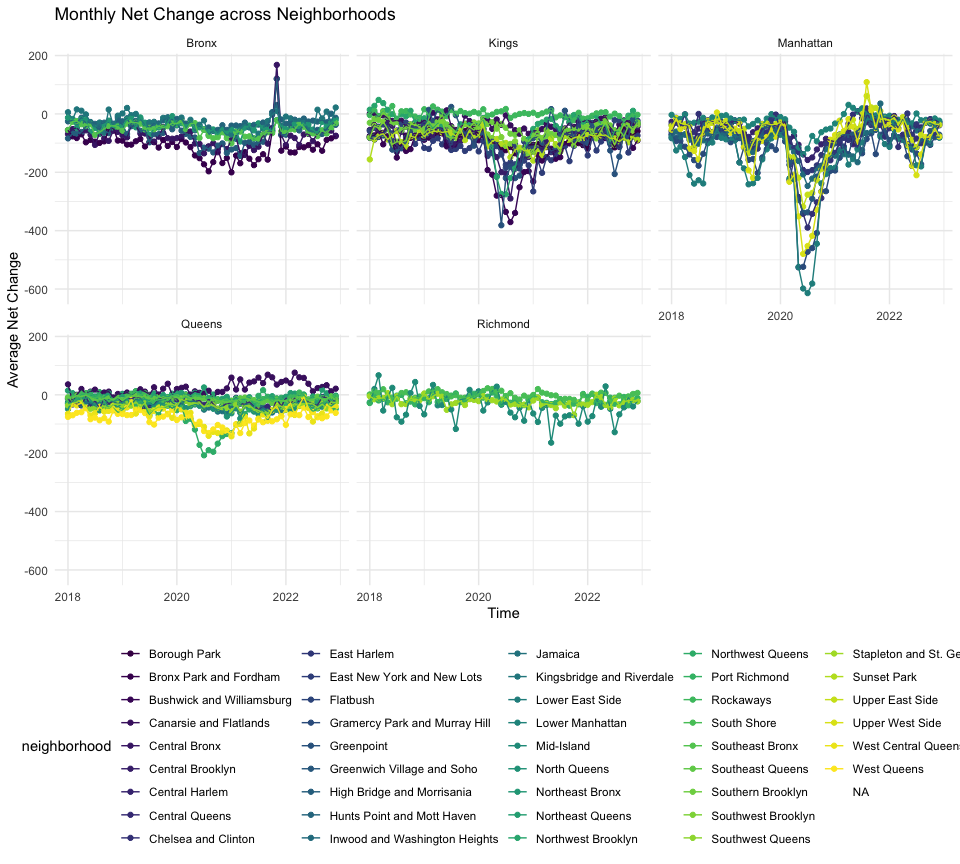 Monthly Net Change across Neighborhoods
Bronx
Kings
Manhattan
200
0
-200
-400
-600
2018
2020
2022
Average Net Change
Queens
Richmond
200
0
-200
-400
-600
2018
2020
2022
2018
2020
2022
Time
neighborhood
Borough Park
Bronx Park and Fordham
Bushwick and Williamsburg
Canarsie and Flatlands
Central Bronx
Central Brooklyn
Central Harlem
Central Queens
Chelsea and Clinton
East Harlem
East New York and New Lots
Flatbush
Gramercy Park and Murray Hill
Greenpoint
Greenwich Village and Soho
High Bridge and Morrisania
Hunts Point and Mott Haven
Inwood and Washington Heights
Jamaica
Kingsbridge and Riverdale
Lower East Side
Lower Manhattan
Mid-Island
North Queens
Northeast Bronx
Northeast Queens
Northwest Brooklyn
Northwest Queens
Port Richmond
Rockaways
South Shore
Southeast Bronx
Southeast Queens
Southern Brooklyn
Southwest Brooklyn
Southwest Queens
Stapleton and St. Ge
Sunset Park
Upper East Side
Upper West Side
West Central Queens
West Queens
NA